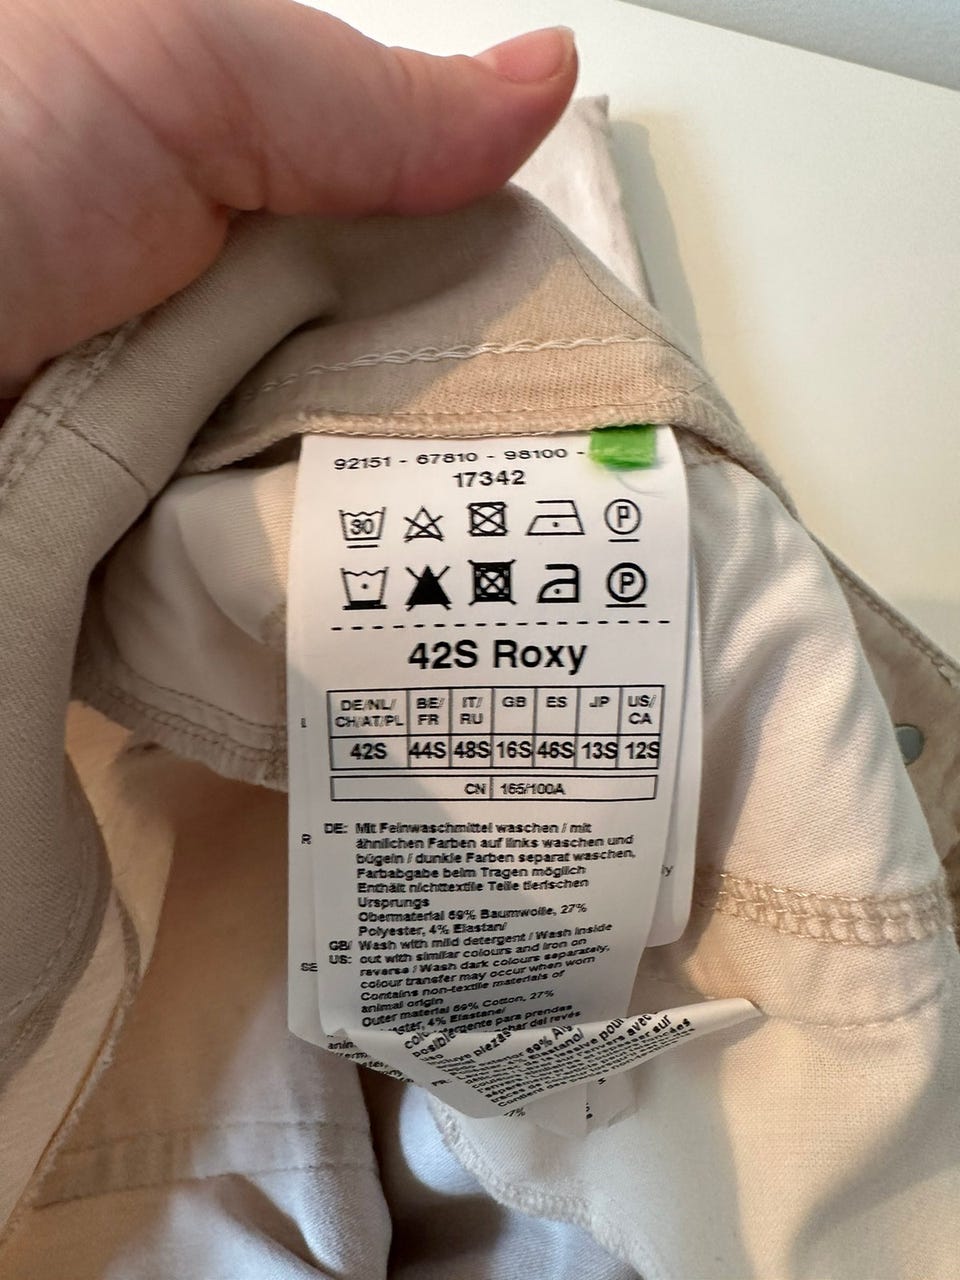 92151 - 67810 - 98100 -
17342
30
P
P
42S Roxy
DE/NL/ CH/AT/PL BE/ FR IT/ RU GB ES JP US/ CA
42S 44S 48S 16S 46S 13S 12S
CN 165/100A
DE: Mit Feinwaschmittel waschen / mit
ähnlichen Farben auf links waschen und
bügeln / dunkle Farben separat waschen,
Farbabgabe beim Tragen möglich
Enthält nichttextile Teile tierischen
Ursprungs
Obermaterial 69% Baumwolle, 27%
Polyester, 4% Elastan/
GB/ Wash with mild detergent / Wash inside
US: out with similar colours and iron on
reverse / Wash dark colours separately,
colour transfer may occur when worn
Contains non-textile materials of
animal origin
Outer material 69% Cotton, 27%
4% Elastane/
R
SE